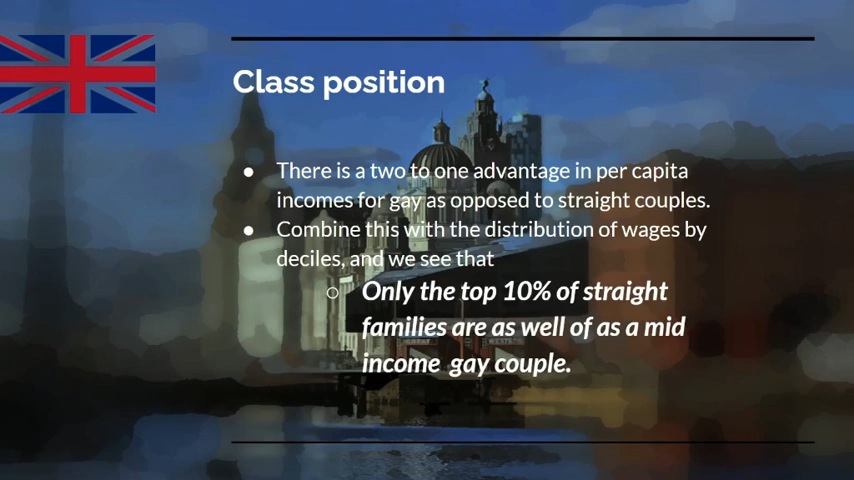 Class position
● There is a two to one advantage in per capita
incomes for gay as opposed to straight couples.
● Combine this with the distribution of wages by
deciles, and we see that
○ Only the top 10% of straight
families are as well of as a mid
income gay couple.